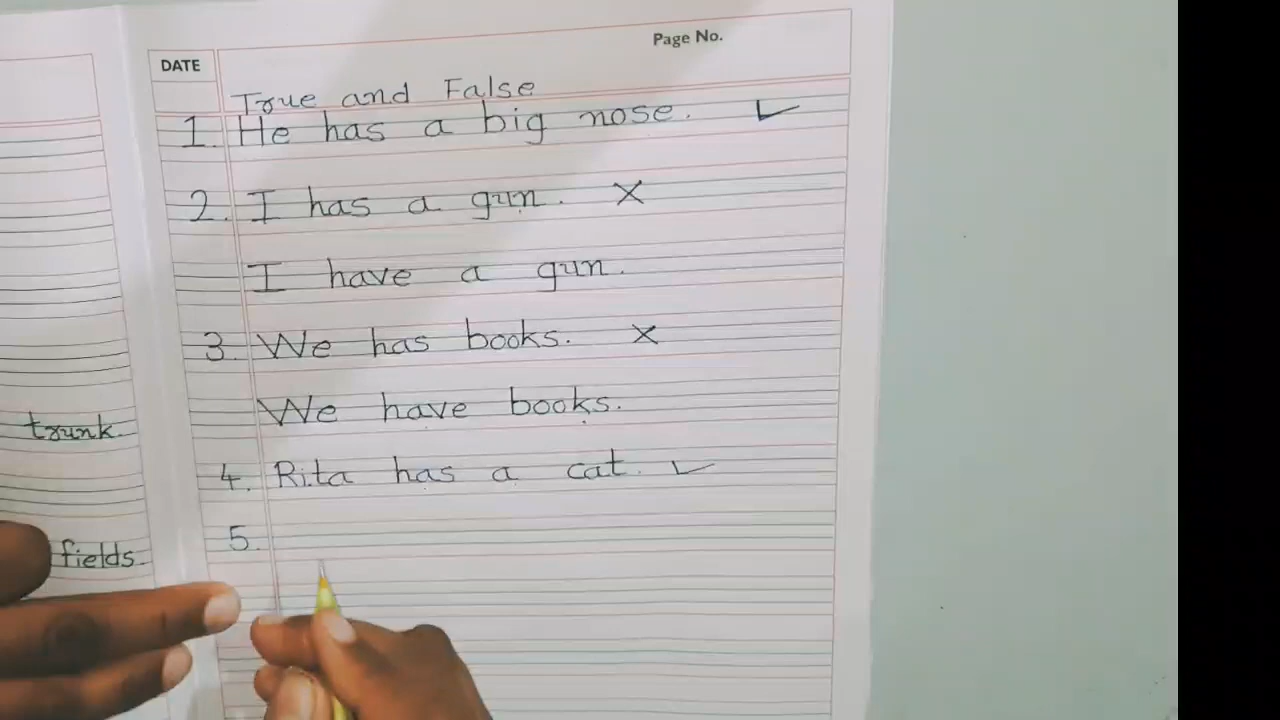 Page No.
DATE
True and False
1. He has a big nose. ✓
2. I has a gun. X
I have a gun.
3. We has books. X
We have books.
4. Rita has a cat. ✓
5.
trunk.
fields.